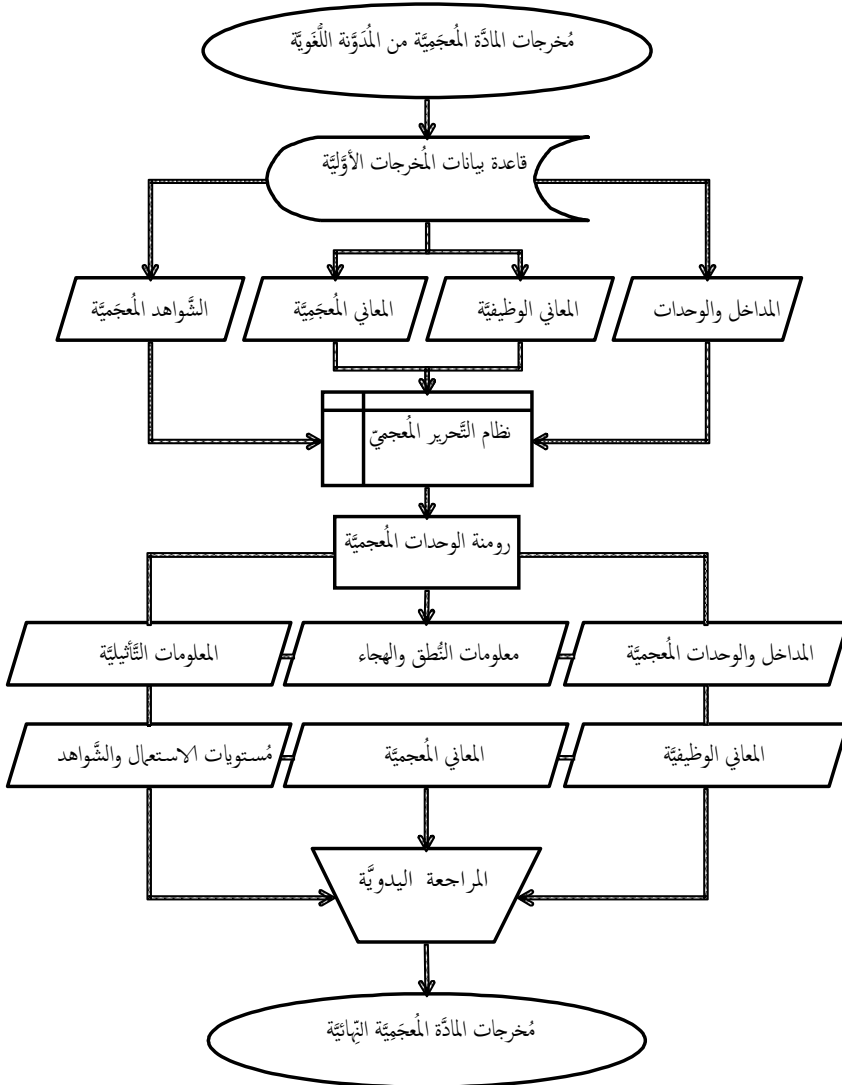 مُخرجات المادَّة المُعجَمِيَّة من المُدَوَّنة اللُّغَويَّة
قاعدة بيانات المُخرجات الأوَّليَّة
المداخل والوحدات
المعاني الوظيفيَّة
المعاني المُعجَمِيَّة
الشَّواهد المُعجَميَّة
نظام التَّحرير المُعجميّ
رومنة الوحدات المُعجميَّة
المداخل والوحدات المُعجميَّة
معلومات النُّطق والهجاء
المعلومات التَّأثيليَّة
المعاني الوظيفيَّة
المعاني المُعجميَّة
مُستويات الاستعمال والشَّواهد
المراجعة اليدويَّة
مُخرجات المادَّة المُعجَمِيَّة النِّهائيَّة